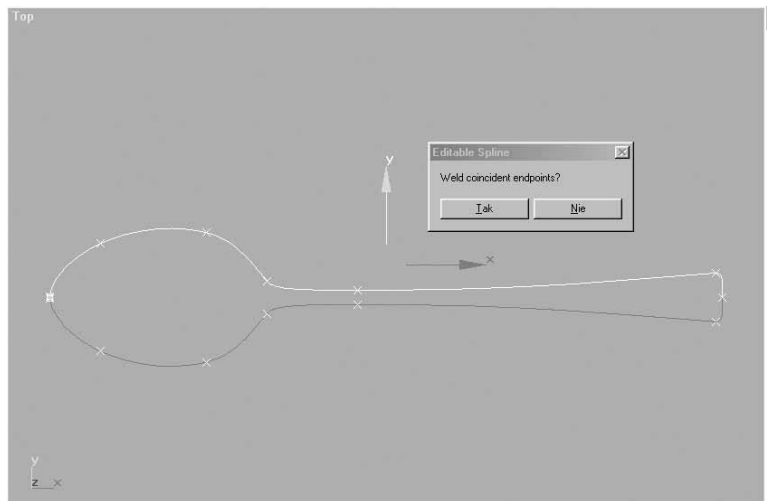 Top
y
Editable Spline
Weld coincident endpoints?
Tak
Nie
x
y
z x